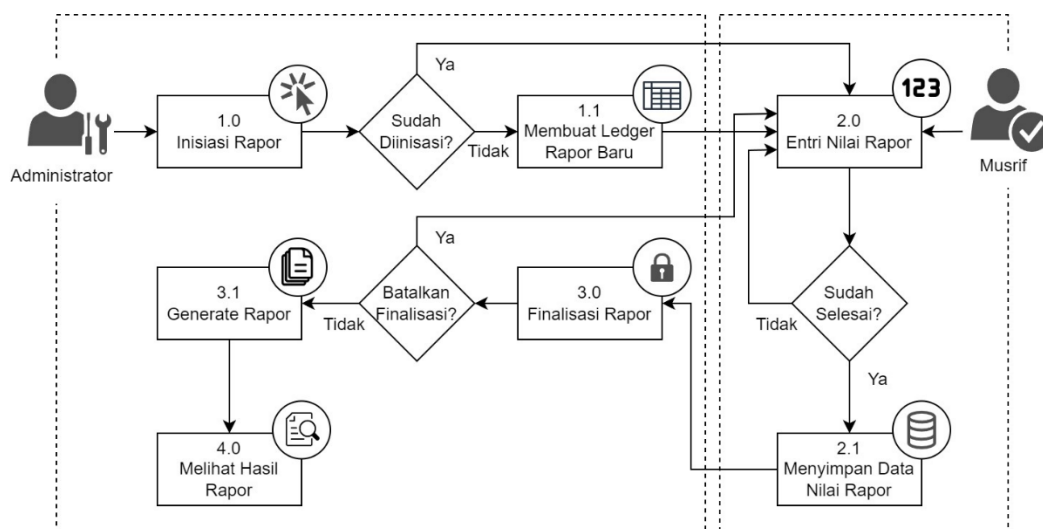 Ya
1.0
Inisiasi Rapor
Sudah
Diinisasi?
Tidak
1.1
Membuat Ledger
Rapor Baru
123
2.0
Entri Nilai Rapor
Administrator
Musrif
Ya
3.1
Generate Rapor
Tidak
Batalkan
Finalisasi?
3.0
Finalisasi Rapor
Tidak
Sudah
Selesai?
Ya
4.0
Melihat Hasil
Rapor
2.1
Menyimpan Data
Nilai Rapor